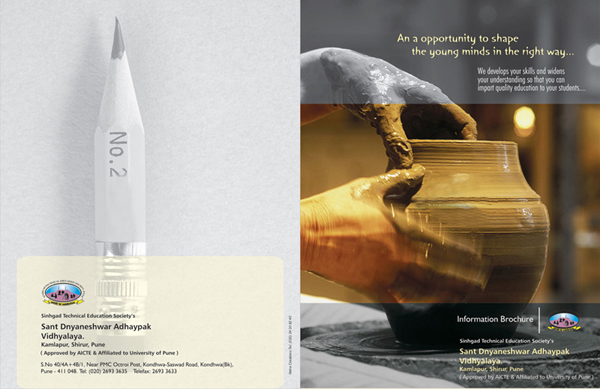 No.2
Sinhgad Technical Education Society's
Sant Dnyaneshwar Adhaypak
Vidhyalaya.
Kamlapur, Shirur, Pune
( Approved by AICTE & Affiliated to University of Pune )
S.No 40/4A+4B/1, Near PMC Octroi Post, Kondhwa-Saswad Road, Kondhwa(Bk),
Pune - 411 048. Tel: (020) 2693 3635 Telefax: 2693 3633
An a opportunity to shape
the young minds in the right way...
We develops your skills and widens
your understanding so that you can
impart quality education to your students....
Information Brochure
Sinhgad Technical Education Society's
Sant Dnyaneshwar Adhaypak
Vidhyalaya.
Kamlapur, Shirur, Pune
( Approved by AICTE & Affiliated to University of Pune )